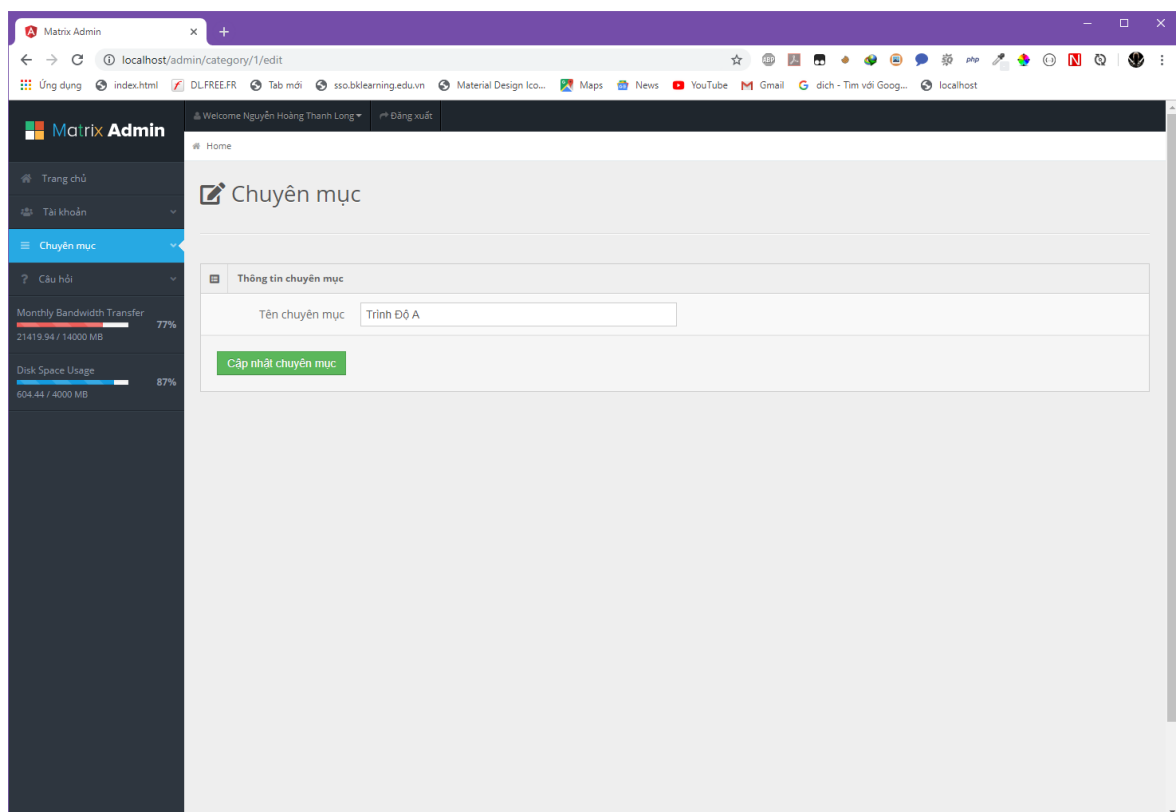 Matrix Admin
localhost/admin/category/1/edit
Ứng dụng index.html DL.FREE.FR Tab mới sso.bklearning.edu.vn Material Design Ico... Maps News YouTube Gmail dich - Tìm với Goog... localhost
Matrix Admin
Welcome Nguyễn Hoàng Thanh Long Đăng xuất
Home
Trang chủ
Tài khoản
Chuyên mục
Câu hỏi
Monthly Bandwidth Transfer
77%
21419.94 / 14000 MB
Disk Space Usage
87%
604.44 / 4000 MB
Chuyên mục
Thông tin chuyên mục
Tên chuyên mục Trình Độ A
Cập nhật chuyên mục